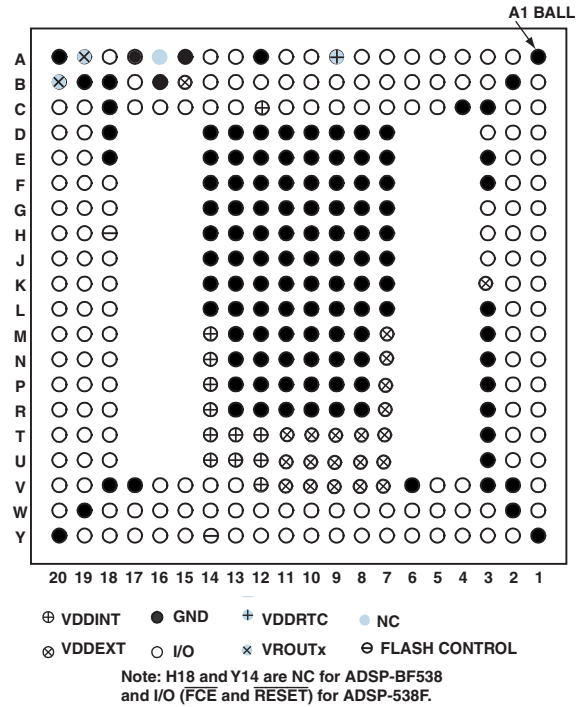 A1 BALL
A
B
C
D
E
F
G
H
J
K
L
M
N
P
R
T
U
V
W
Y
20 19 18 17 16 15 14 13 12 11 10 9 8 7 6 5 4 3 2 1
VDDINT GND VDDRTC NC
VDDEXT I/O VROUTx FLASH CONTROL
Note: H18 and Y14 are NC for ADSP-BF538
and I/O (FCE and RESET) for ADSP-538F.